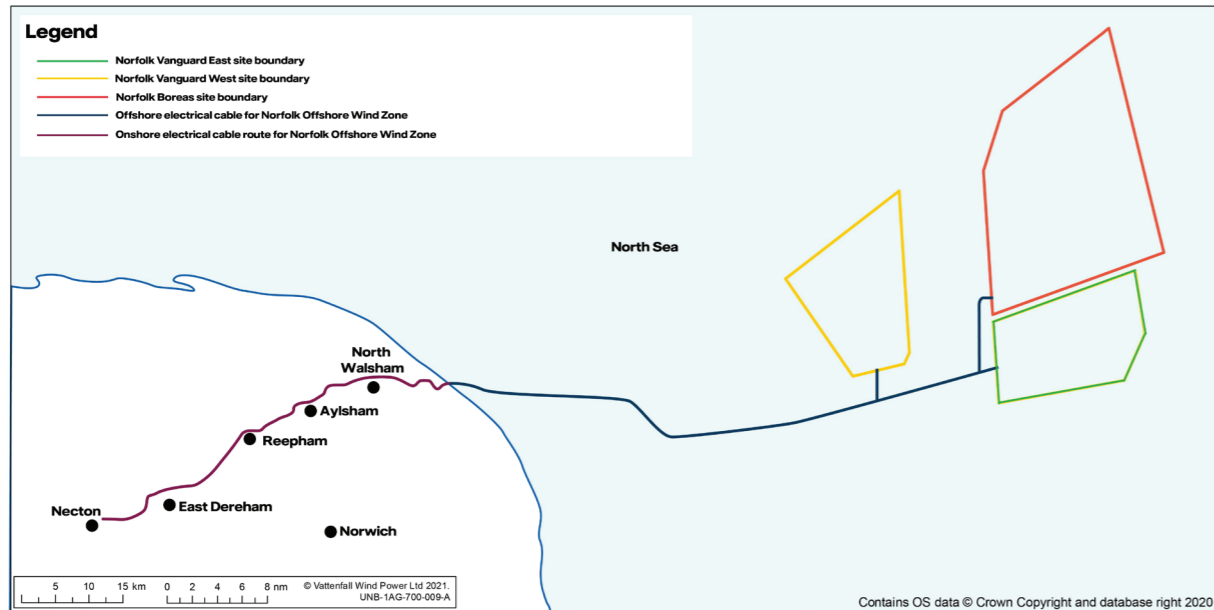 Legend
Norfolk Vanguard East site boundary
Norfolk Vanguard West site boundary
Norfolk Boreas site boundary
Offshore electrical cable for Norfolk Offshore Wind Zone
Onshore electrical cable route for Norfolk Offshore Wind Zone
North Sea
North
Walsham
Aylsham
Reepham
East Dereham
Necton
Norwich
5 10 15 km
0 2 4 6 8 nm
© Vattenfall Wind Power Ltd 2021.
UNB-1AG-700-009-A
Contains OS data © Crown Copyright and database right 2020